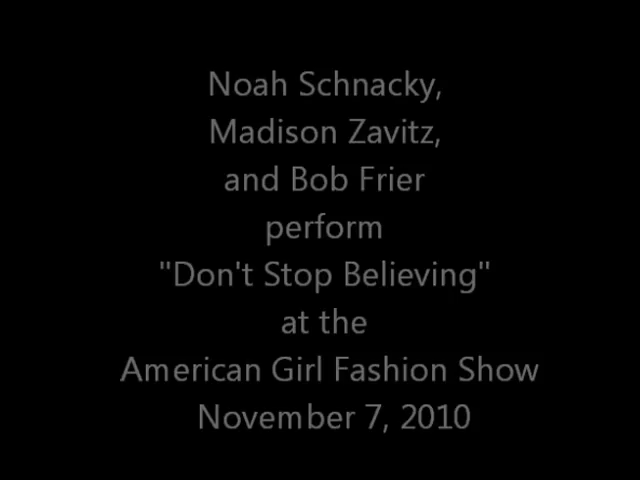 Noah Schnacky,
Madison Zavitz,
and Bob Frier
perform
"Don't Stop Believing"
at the
American Girl Fashion Show
November 7, 2010